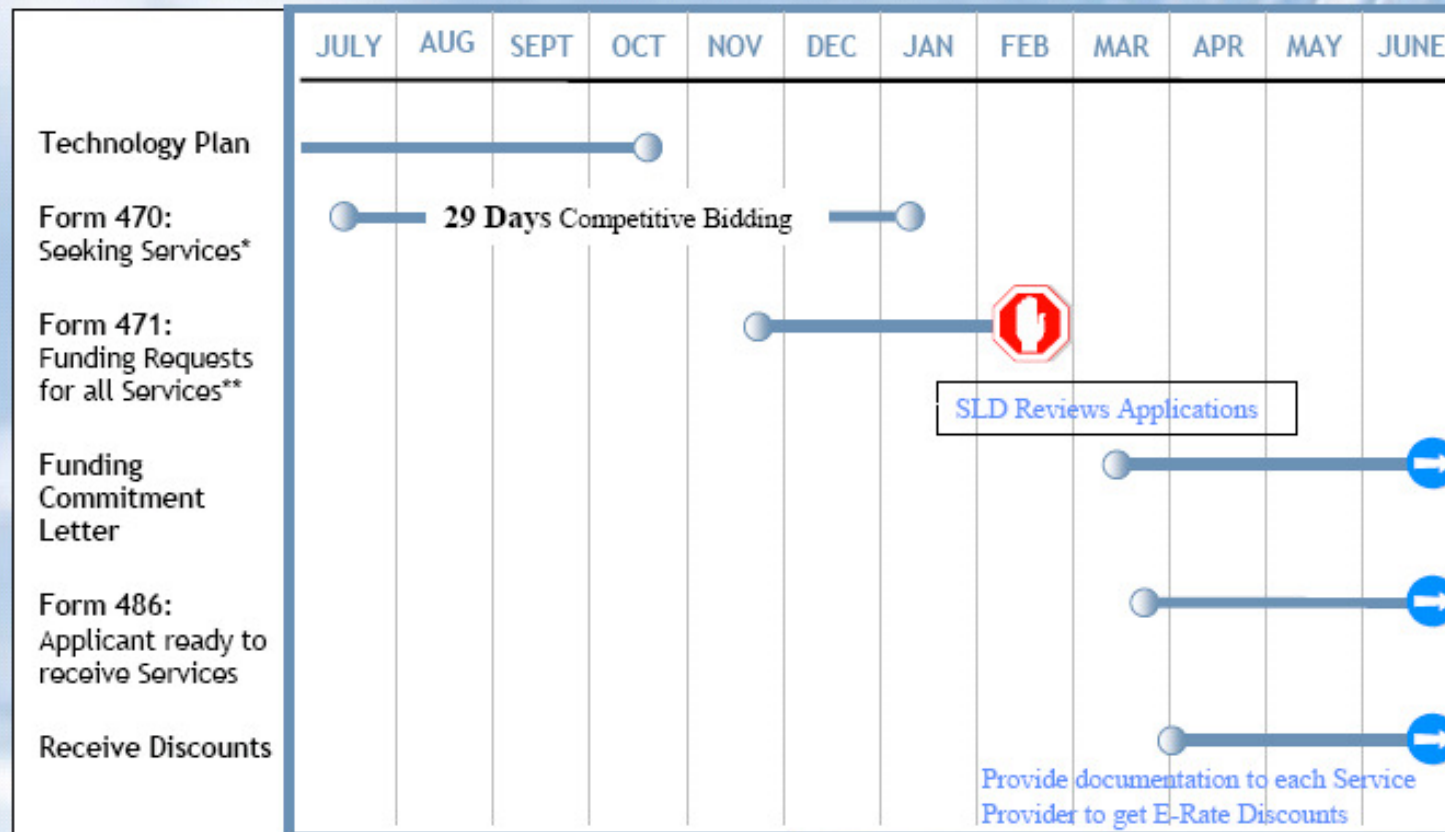 JULY AUG SEPT OCT NOV DEC JAN FEB MAR APR MAY JUNE
Technology Plan
Form 470:
Seeking Services*
29 Days Competitive Bidding
Form 471:
Funding Requests
for all Services**
SLD Reviews Applications
Funding
Commitment
Letter
Form 486:
Applicant ready to
receive Services
Receive Discounts
Provide documentation to each Service
Provider to get E-Rate Discounts